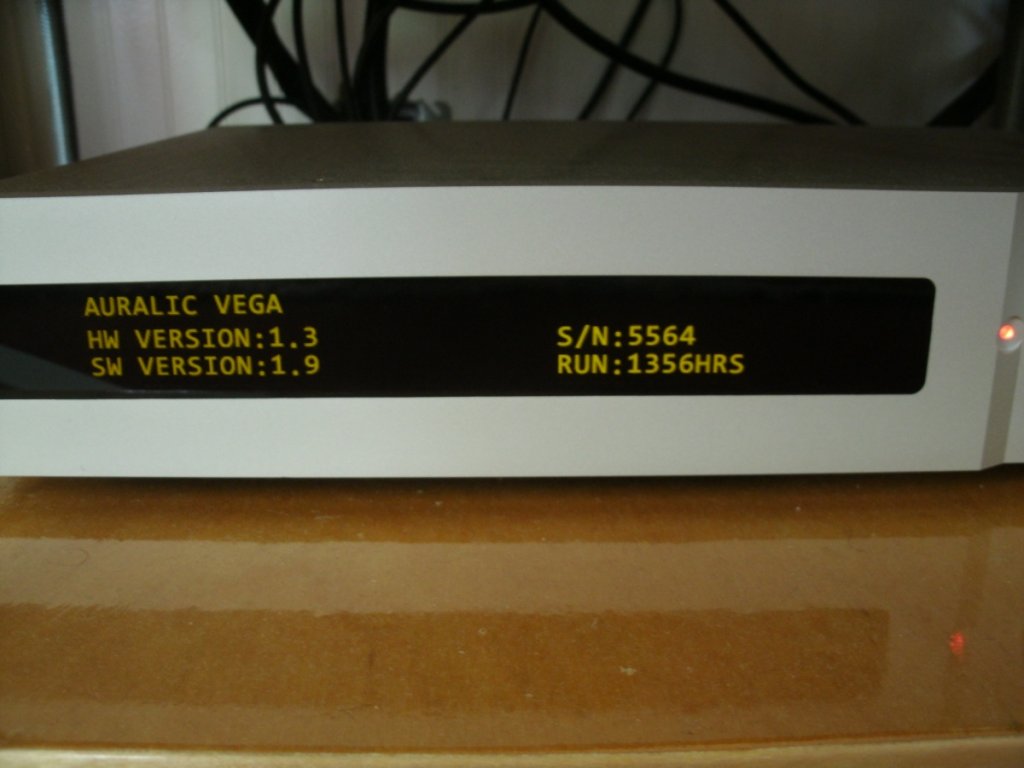 AURALIC VEGA
HW VERSION:1.3
S/N:5564
SW VERSION:1.9
RUN:1356HRS